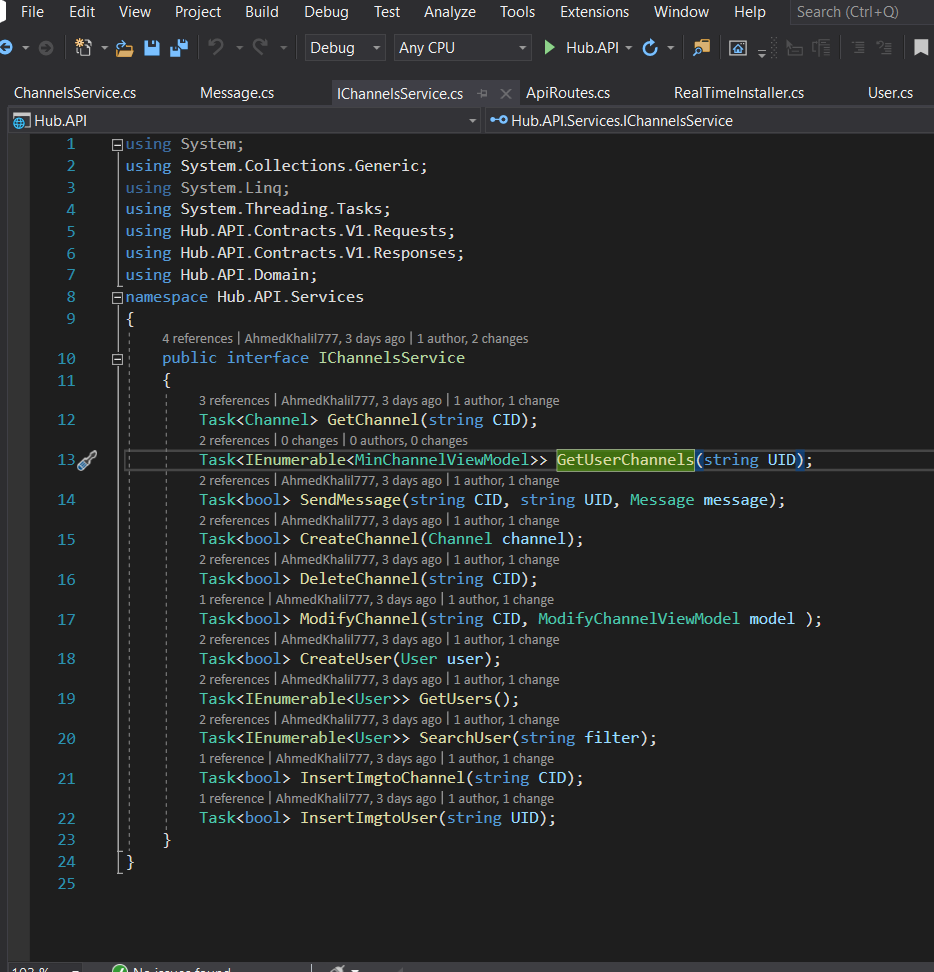 File Edit View Project Build Debug Test Analyze Tools Extensions Window Help Search (Ctrl+Q)
Debug Any CPU Hub.API
ChannelsService.cs Message.cs IChannelsService.cs ApiRoutes.cs RealTimeInstaller.cs User.cs
Hub.API Hub.API.Services.IChannelsService
1 using System;
2 using System.Collections.Generic;
3 using System.Linq;
4 using System.Threading.Tasks;
5 using Hub.API.Contracts.V1.Requests;
6 using Hub.API.Contracts.V1.Responses;
7 using Hub.API.Domain;
8 namespace Hub.API.Services
9 {
4 references | AhmedKhalil777, 3 days ago | 1 author, 2 changes
10 public interface IChannelsService
11 {
3 references | AhmedKhalil777, 3 days ago | 1 author, 1 change
12 Task<Channel> GetChannel(string CID);
2 references | 0 changes | 0 authors, 0 changes
13 Task<IEnumerable<MinChannelViewModel>> GetUserChannels(string UID);
2 references | AhmedKhalil777, 3 days ago | 1 author, 1 change
14 Task<bool> SendMessage(string CID, string UID, Message message);
2 references | AhmedKhalil777, 3 days ago | 1 author, 1 change
15 Task<bool> CreateChannel(Channel channel);
2 references | AhmedKhalil777, 3 days ago | 1 author, 1 change
16 Task<bool> DeleteChannel(string CID);
1 reference | AhmedKhalil777, 3 days ago | 1 author, 1 change
17 Task<bool> ModifyChannel(string CID, ModifyChannelViewModel model );
2 references | AhmedKhalil777, 3 days ago | 1 author, 1 change
18 Task<bool> CreateUser(User user);
2 references | AhmedKhalil777, 3 days ago | 1 author, 1 change
19 Task<IEnumerable<User>> GetUsers();
2 references | AhmedKhalil777, 3 days ago | 1 author, 1 change
20 Task<IEnumerable<User>> SearchUser(string filter);
1 reference | AhmedKhalil777, 3 days ago | 1 author, 1 change
21 Task<bool> InsertImgtoChannel(string CID);
1 reference | AhmedKhalil777, 3 days ago | 1 author, 1 change
22 Task<bool> InsertImgtoUser(string UID);
23 }
24 }
25
No issues found